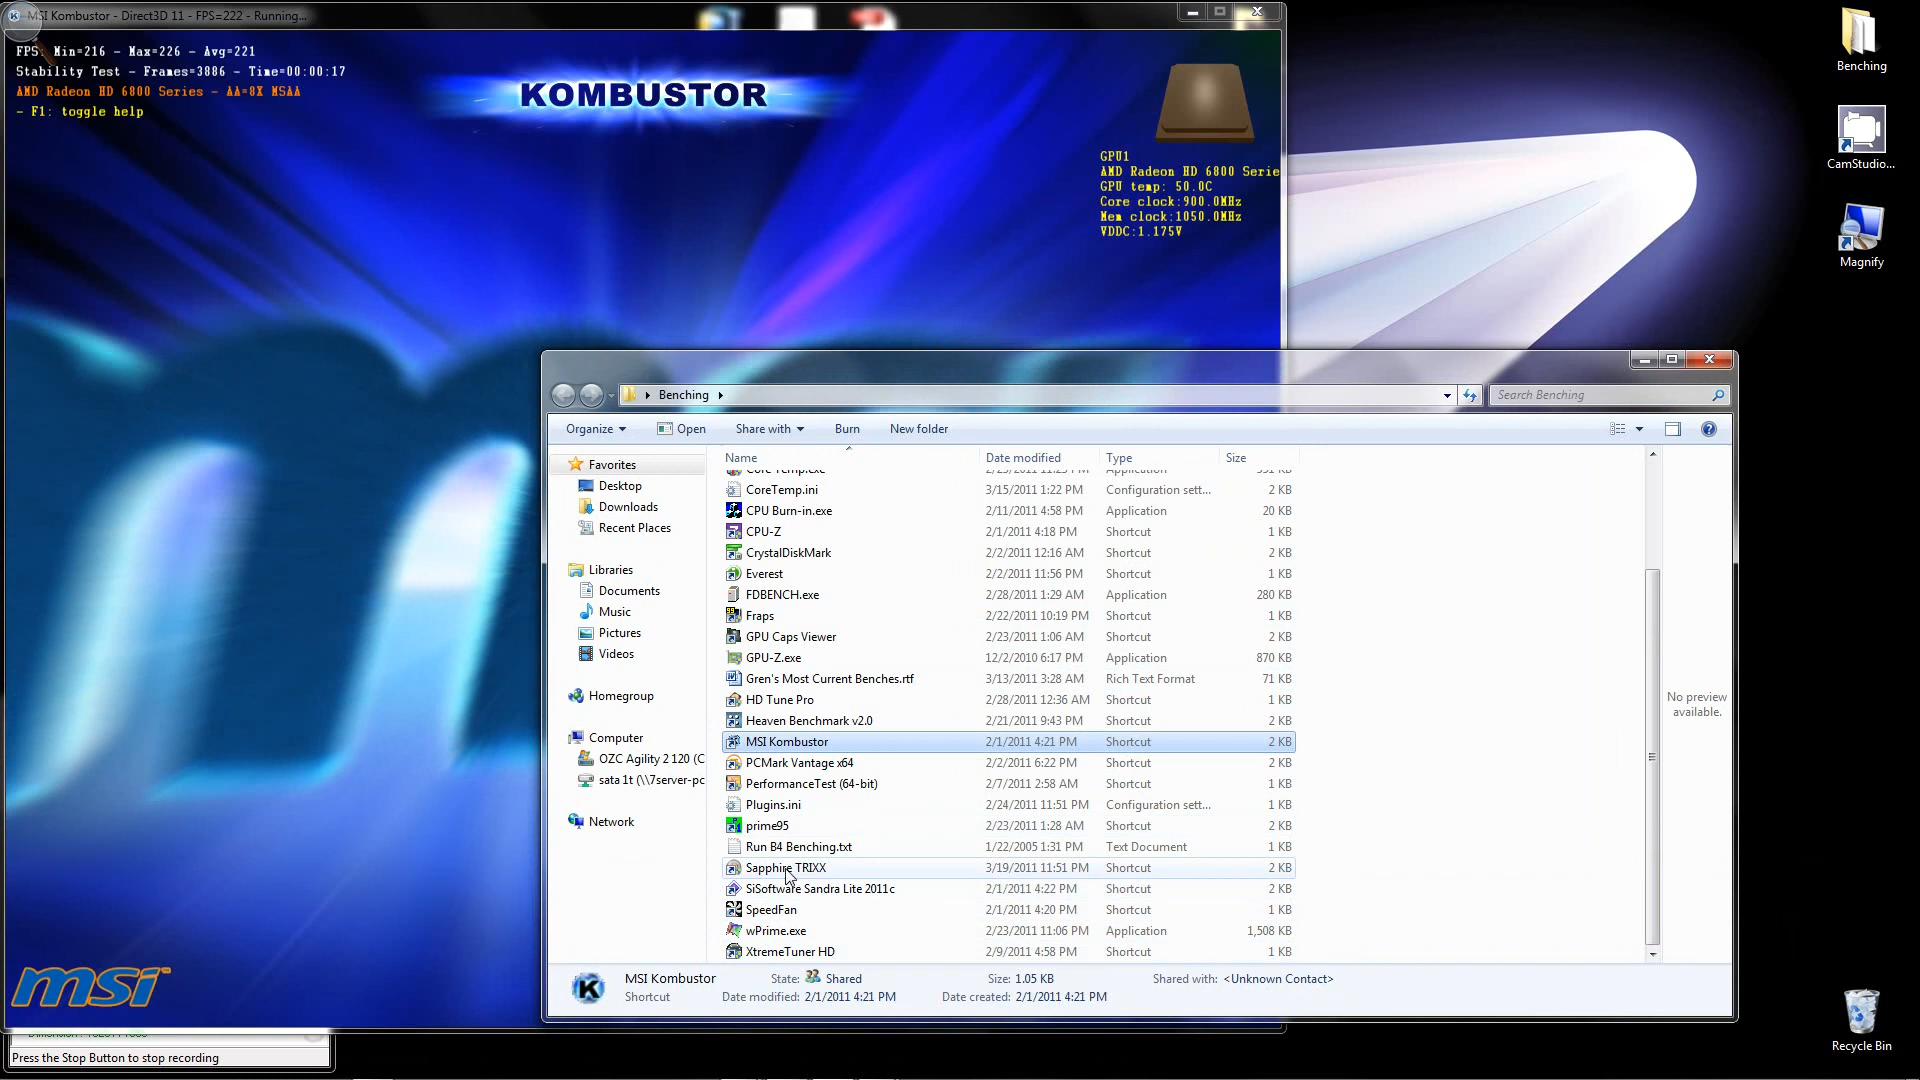 MSI Kombustor - Direct3D 11 - FPS=222 - Running...
FPS: Min=216 - Max=226 - Avg=221
Stability Test - Frames=3886 - Time=00:00:17
AMD Radeon HD 6800 Series - AA=8X MSAA
- F1: toggle help
KOMBUSTOR
GPU1
AMD Radeon HD 6800 Serie
GPU temp: 50.0C
Core clock:900.0MHz
Mem clock:1050.0MHz
VDDC:1.175V
Benching
CamStudio...
Magnify
Benching
Search Benching
Organize
Open
Share with
Burn
New folder
Favorites
Desktop
Downloads
Recent Places
Libraries
Documents
Music
Pictures
Videos
Homegroup
Computer
OZC Agility 2 120 (C
sata 1t (\\7server-pc
Network
Name Date modified Type Size
Core Temp.exe Application
CoreTemp.ini 3/15/2011 1:22 PM Configuration sett... 2 KB
CPU Burn-in.exe 2/11/2011 4:58 PM Application 20 KB
CPU-Z 2/1/2011 4:18 PM Shortcut 1 KB
CrystalDiskMark 2/2/2011 12:16 AM Shortcut 2 KB
Everest 2/2/2011 11:56 PM Shortcut 1 KB
FDBENCH.exe 2/28/2011 1:29 AM Application 280 KB
Fraps 2/22/2011 10:19 PM Shortcut 1 KB
GPU Caps Viewer 2/23/2011 1:06 AM Shortcut 2 KB
GPU-Z.exe 12/2/2010 6:17 PM Application 870 KB
Gren's Most Current Benches.rtf 3/13/2011 3:28 AM Rich Text Format 71 KB
HD Tune Pro 2/28/2011 12:36 AM Shortcut 1 KB
Heaven Benchmark v2.0 2/21/2011 9:43 PM Shortcut 2 KB
MSI Kombustor 2/1/2011 4:21 PM Shortcut 2 KB
PCMark Vantage x64 2/2/2011 6:22 PM Shortcut 2 KB
PerformanceTest (64-bit) 2/7/2011 2:58 AM Shortcut 1 KB
Plugins.ini 2/24/2011 11:51 PM Configuration sett... 1 KB
prime95 2/23/2011 1:28 AM Shortcut 2 KB
Run B4 Benching.txt 1/22/2005 1:31 PM Text Document 1 KB
Sapphire TRIXX 3/19/2011 11:51 PM Shortcut 2 KB
SiSoftware Sandra Lite 2011c 2/1/2011 4:22 PM Shortcut 2 KB
SpeedFan 2/1/2011 4:20 PM Shortcut 1 KB
wPrime.exe 2/23/2011 11:06 PM Application 1,508 KB
XtremeTuner HD 2/9/2011 4:58 PM Shortcut 1 KB
No preview
available.
MSI Kombustor State: Shared Size: 1.05 KB Shared with: <Unknown Contact>
Shortcut Date modified: 2/1/2011 4:21 PM Date created: 2/1/2011 4:21 PM
msi
Press the Stop Button to stop recording
Recycle Bin